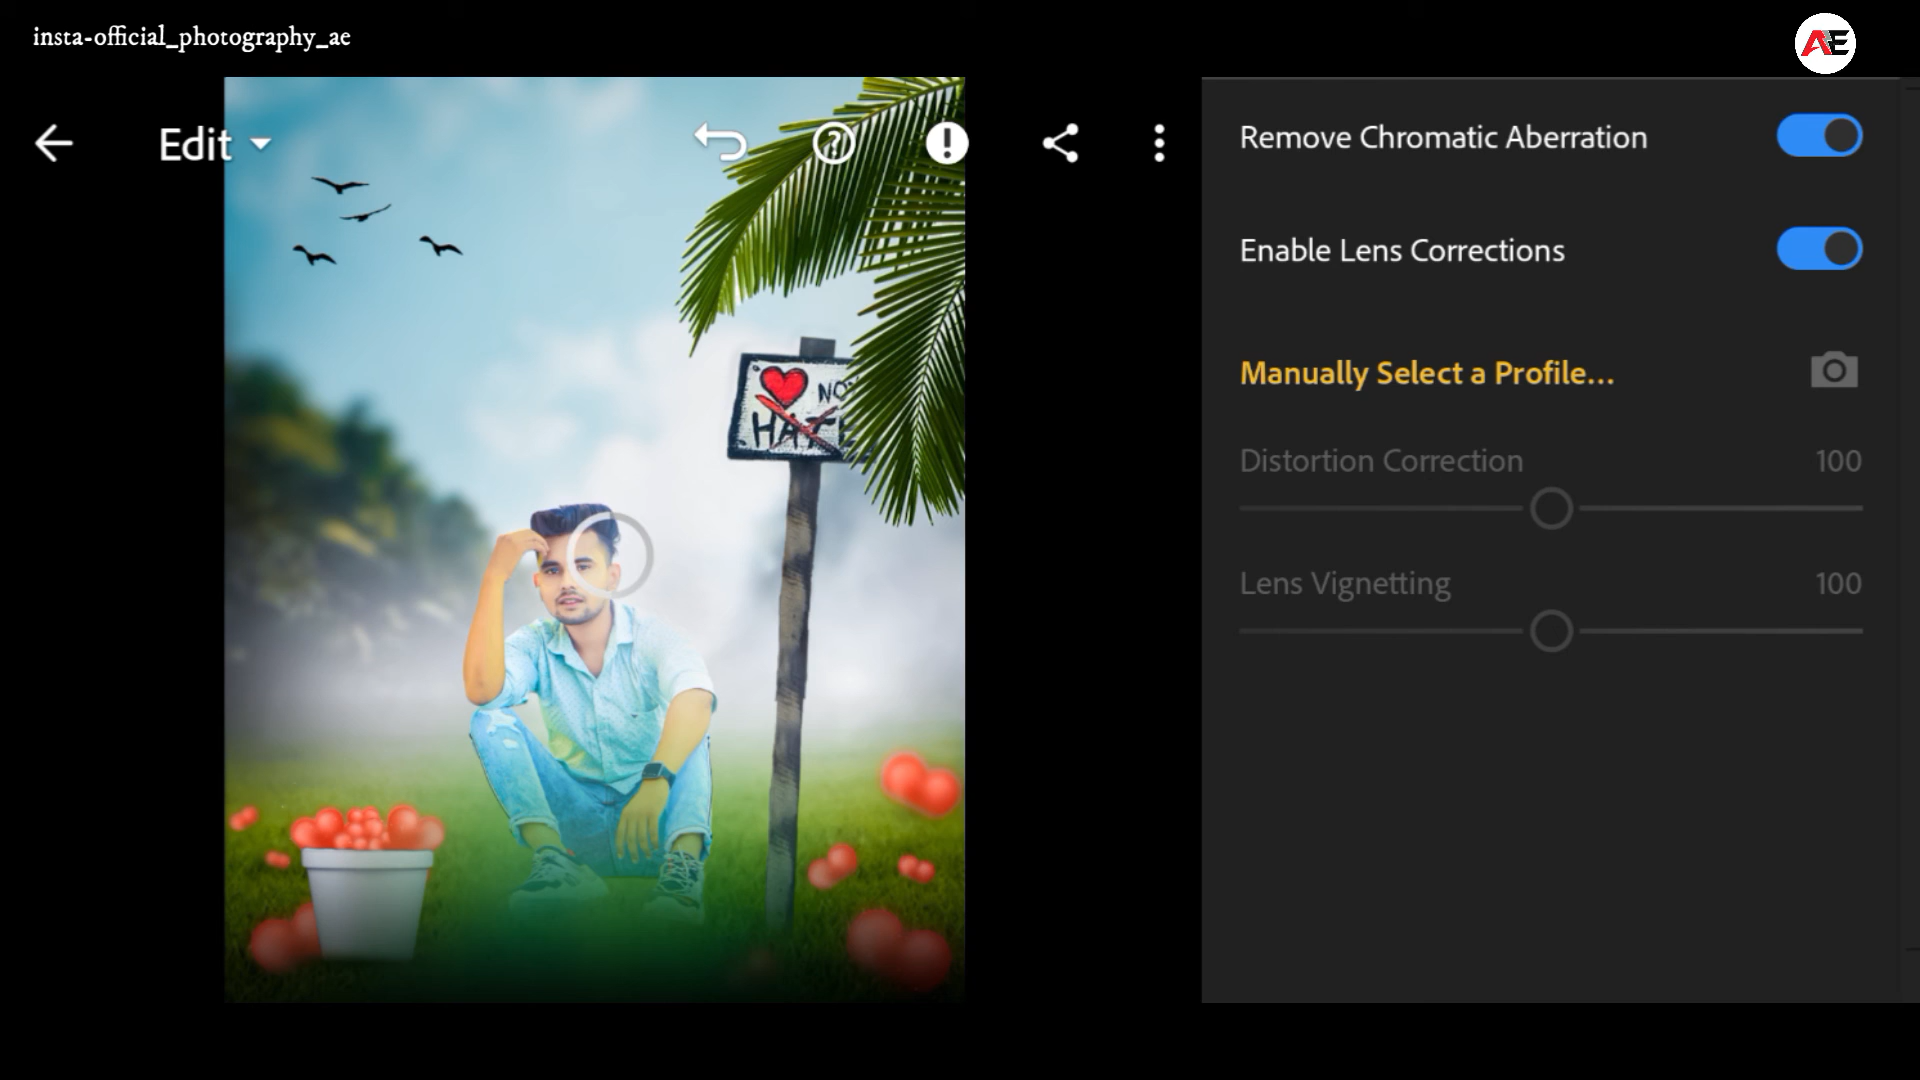 insta-official_photography_ae
AE
Edit
Remove Chromatic Aberration
Enable Lens Corrections
Manually Select a Profile...
Distortion Correction 100
Lens Vignetting 100
HATE